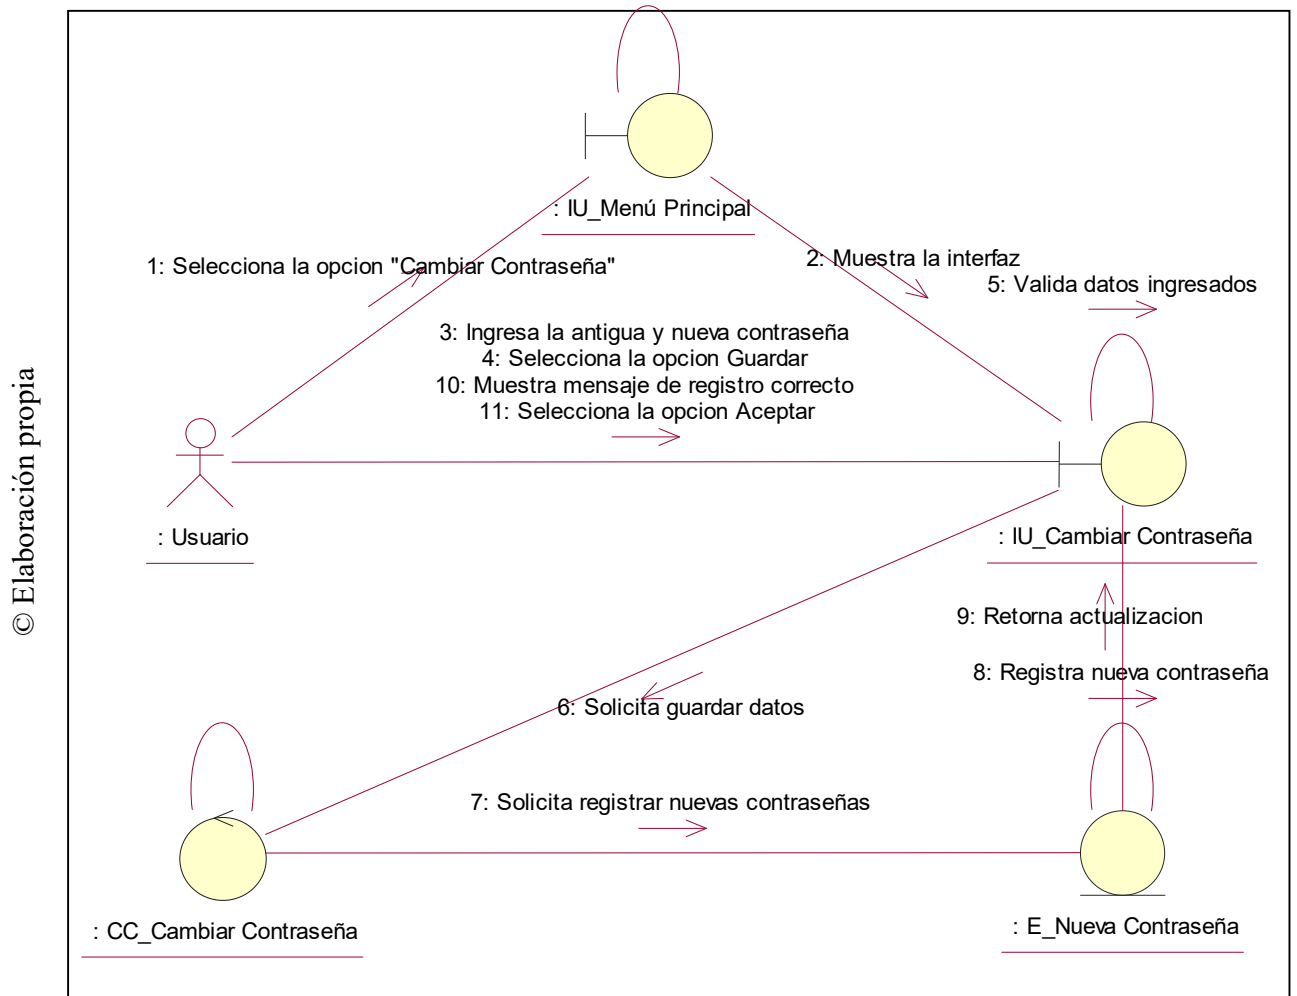 : IU_Menú Principal
1: Selecciona la opcion "Cambiar Contraseña"
2: Muestra la interfaz
5: Valida datos ingresados
3: Ingresa la antigua y nueva contraseña
4: Selecciona la opcion Guardar
10: Muestra mensaje de registro correcto
11: Selecciona la opcion Aceptar
: Usuario
: IU_Cambiar Contraseña
9: Retorna actualizacion
8: Registra nueva contraseña
6: Solicita guardar datos
7: Solicita registrar nuevas contraseñas
: CC_Cambiar Contraseña
: E_Nueva Contraseña
© Elaboración propia